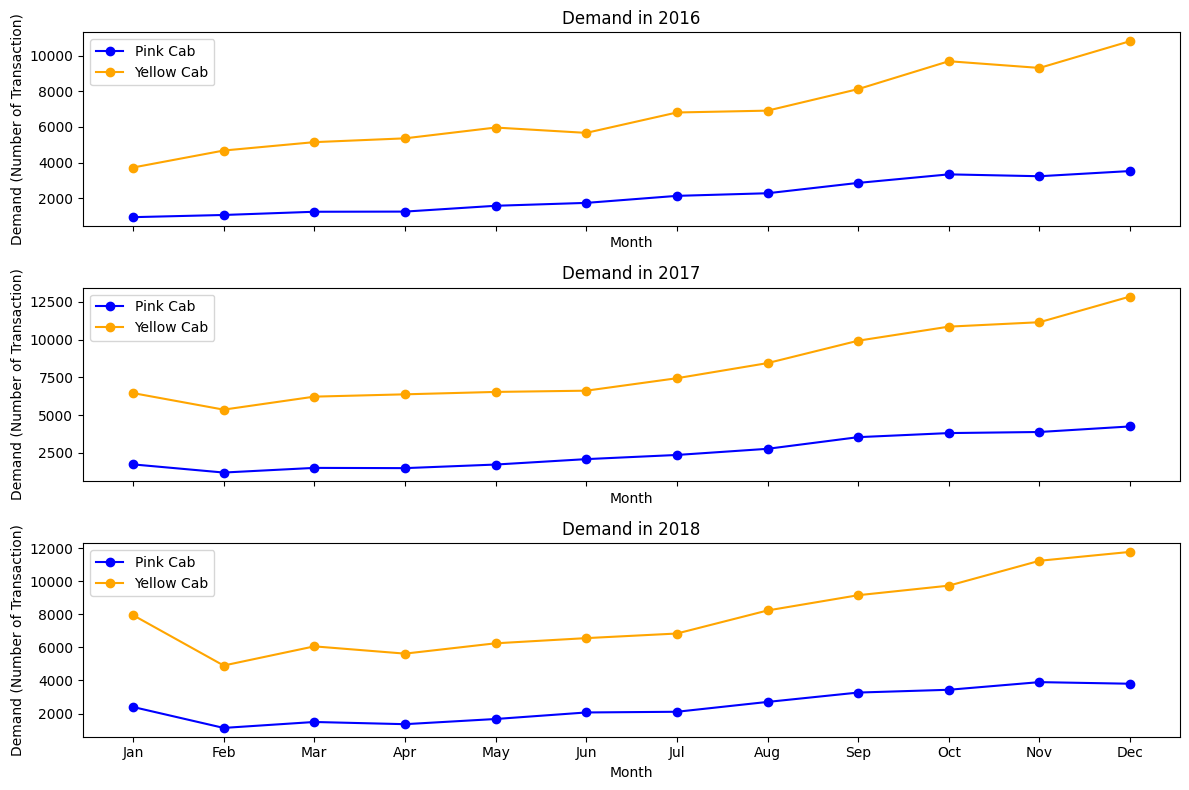 Demand in 2016
Demand (Number of Transaction)
10000
8000
6000
4000
2000
Pink Cab
Yellow Cab
Month
Demand in 2017
Demand (Number of Transaction)
12500
10000
7500
5000
2500
Pink Cab
Yellow Cab
Month
Demand in 2018
Demand (Number of Transaction)
12000
10000
8000
6000
4000
2000
Pink Cab
Yellow Cab
Jan Feb Mar Apr May Jun Jul Aug Sep Oct Nov Dec
Month